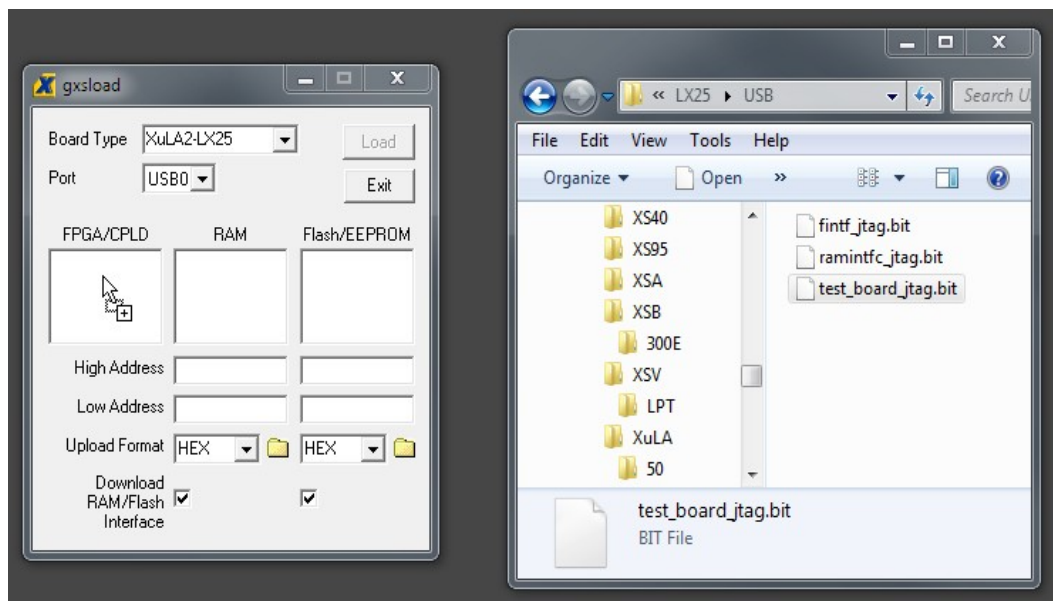 gxsload
Board Type XuLA2-LX25 Load
Port USB0 Exit
FPGA/CPLD RAM Flash/EEPROM
High Address
Low Address
Upload Format HEX HEX
Download
RAM/Flash
Interface
« LX25 USB Search U
File Edit View Tools Help
Organize Open »
XS40
XS95
XSA
XSB
300E
XSV
LPT
XuLA
50
fintf_jtag.bit
ramintfc_jtag.bit
test_board_jtag.bit
test_board_jtag.bit
BIT File